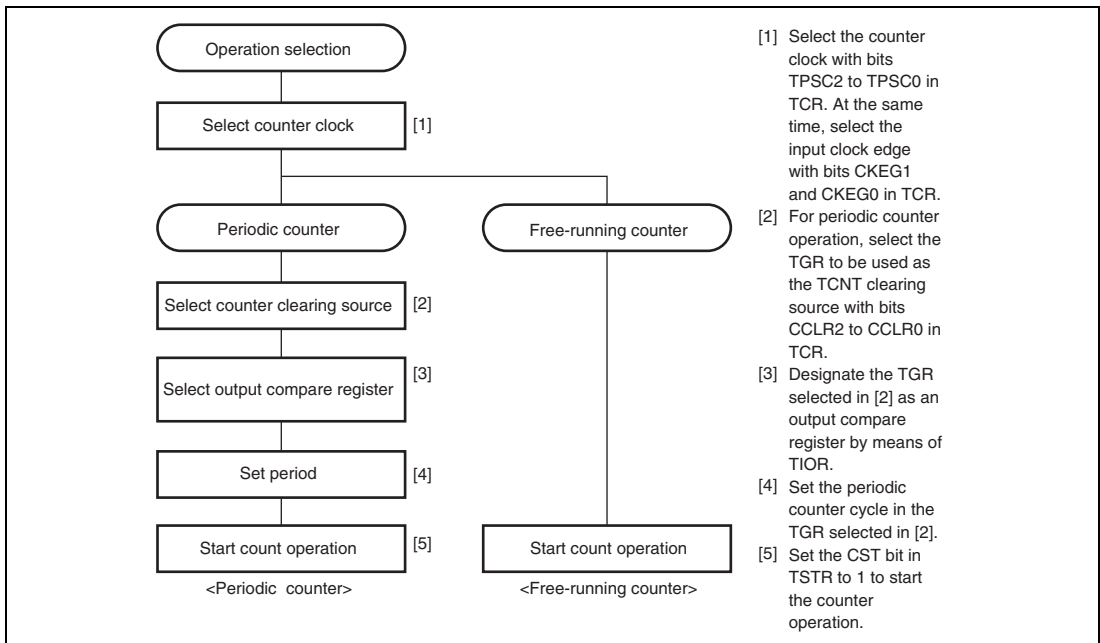 Operation selection
Select counter clock
[1]
Periodic counter
Free-running counter
Select counter clearing source
[2]
Select output compare register
[3]
Set period
[4]
Start count operation
[5]
Start count operation
<Periodic counter>
<Free-running counter>
[1] Select the counter
clock with bits
TPSC2 to TPSC0 in
TCR. At the same
time, select the
input clock edge
with bits CKEG1
and CKEG0 in TCR.
[2] For periodic counter
operation, select the
TGR to be used as
the TCNT clearing
source with bits
CCLR2 to CCLR0 in
TCR.
[3] Designate the TGR
selected in [2] as an
output compare
register by means of
TIOR.
[4] Set the periodic
counter cycle in the
TGR selected in [2].
[5] Set the CST bit in
TSTR to 1 to start
the counter
operation.